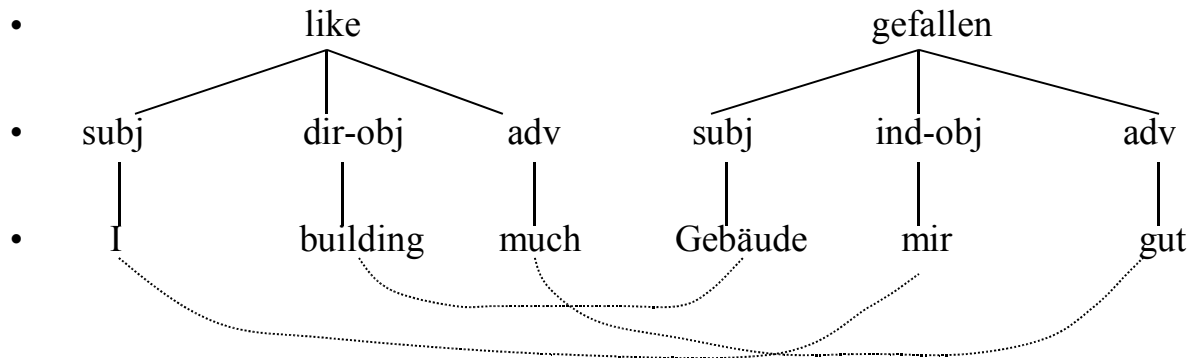 • like gefallen
• subj dir-obj adv subj ind-obj adv
• I building much Gebäude mir gut